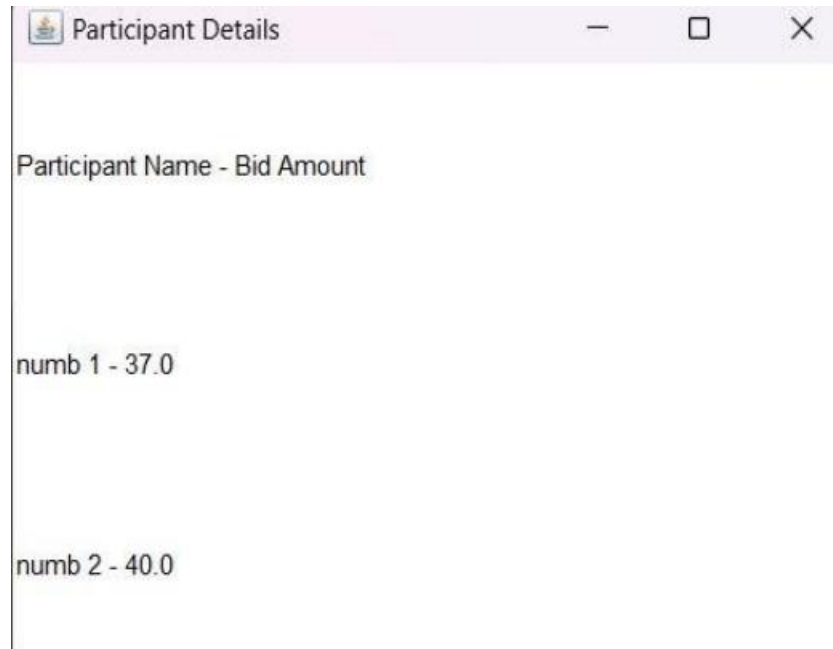 Participant Details
Participant Name - Bid Amount
numb 1 - 37.0
numb 2 - 40.0